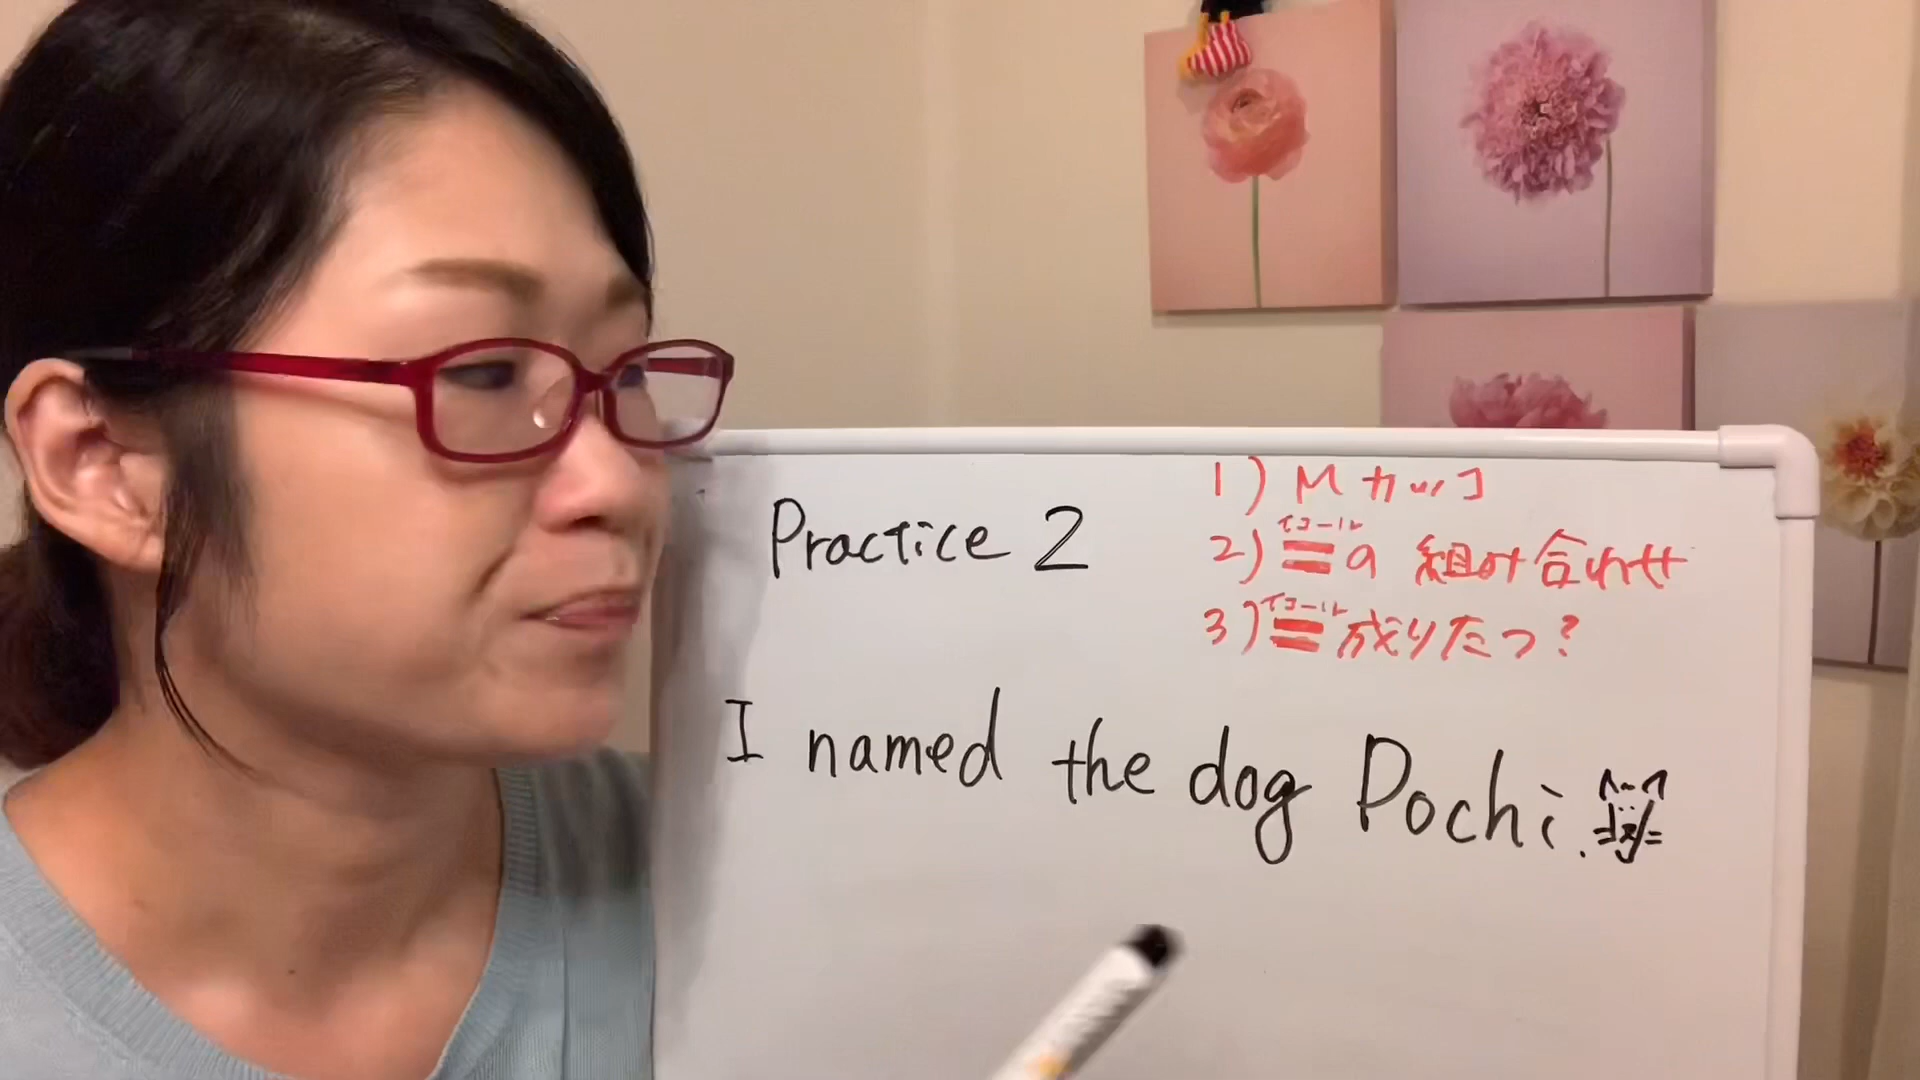 Practice 2
1) M カッコ
イコール
2) = の 組み合わせ
イコール
3) = 成りたつ?
I named the dog Pochi.